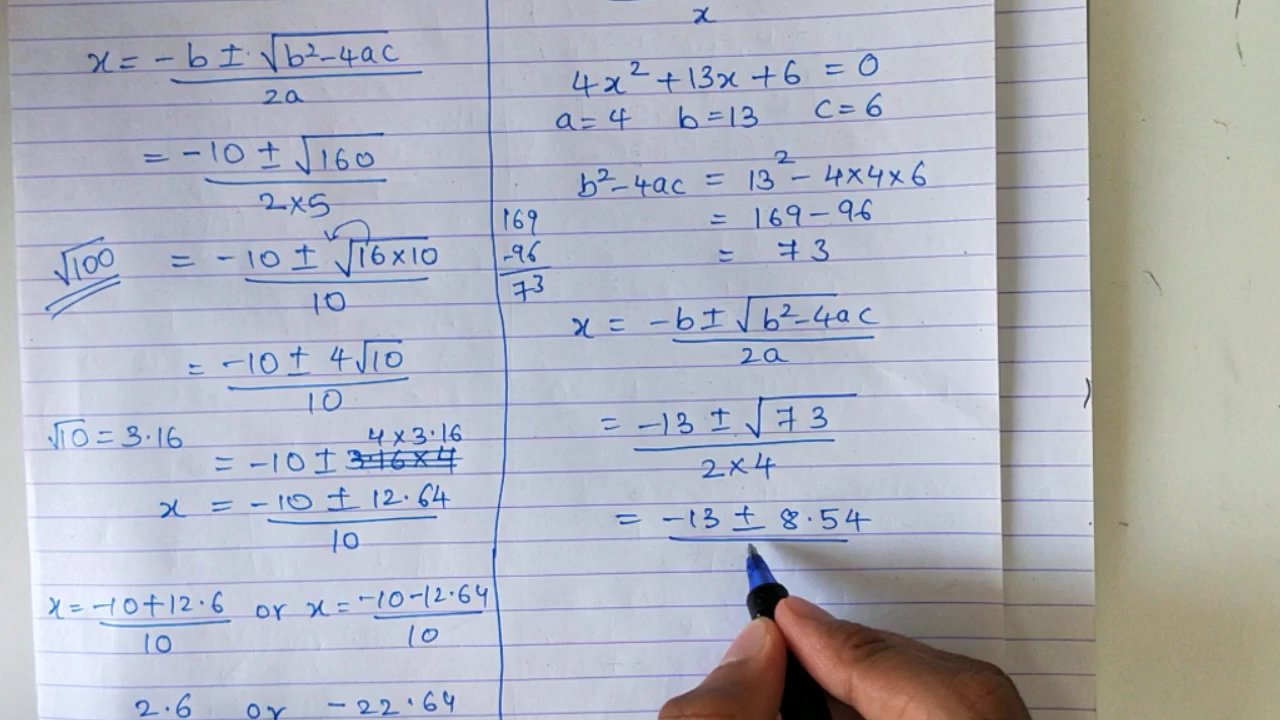 x = -b ± √b²-4ac
2a
= -10 ± √160
2×5
√100 = -10 ± √16×10
10
= -10 ± 4√10
10
√10 = 3.16
4×3.16
= -10 ± 3.16×4
x = -10 ± 12.64
10
x = -10+12.6 or x = -10-12.64
10 10
2.6 or -22.64
x
4x² + 13x + 6 = 0
a = 4 b = 13 c = 6
b²-4ac = 13² - 4×4×6
169 = 169 - 96
-96 = 73
73
x = -b ± √b²-4ac
2a
= -13 ± √73
2×4
= -13 ± 8.54